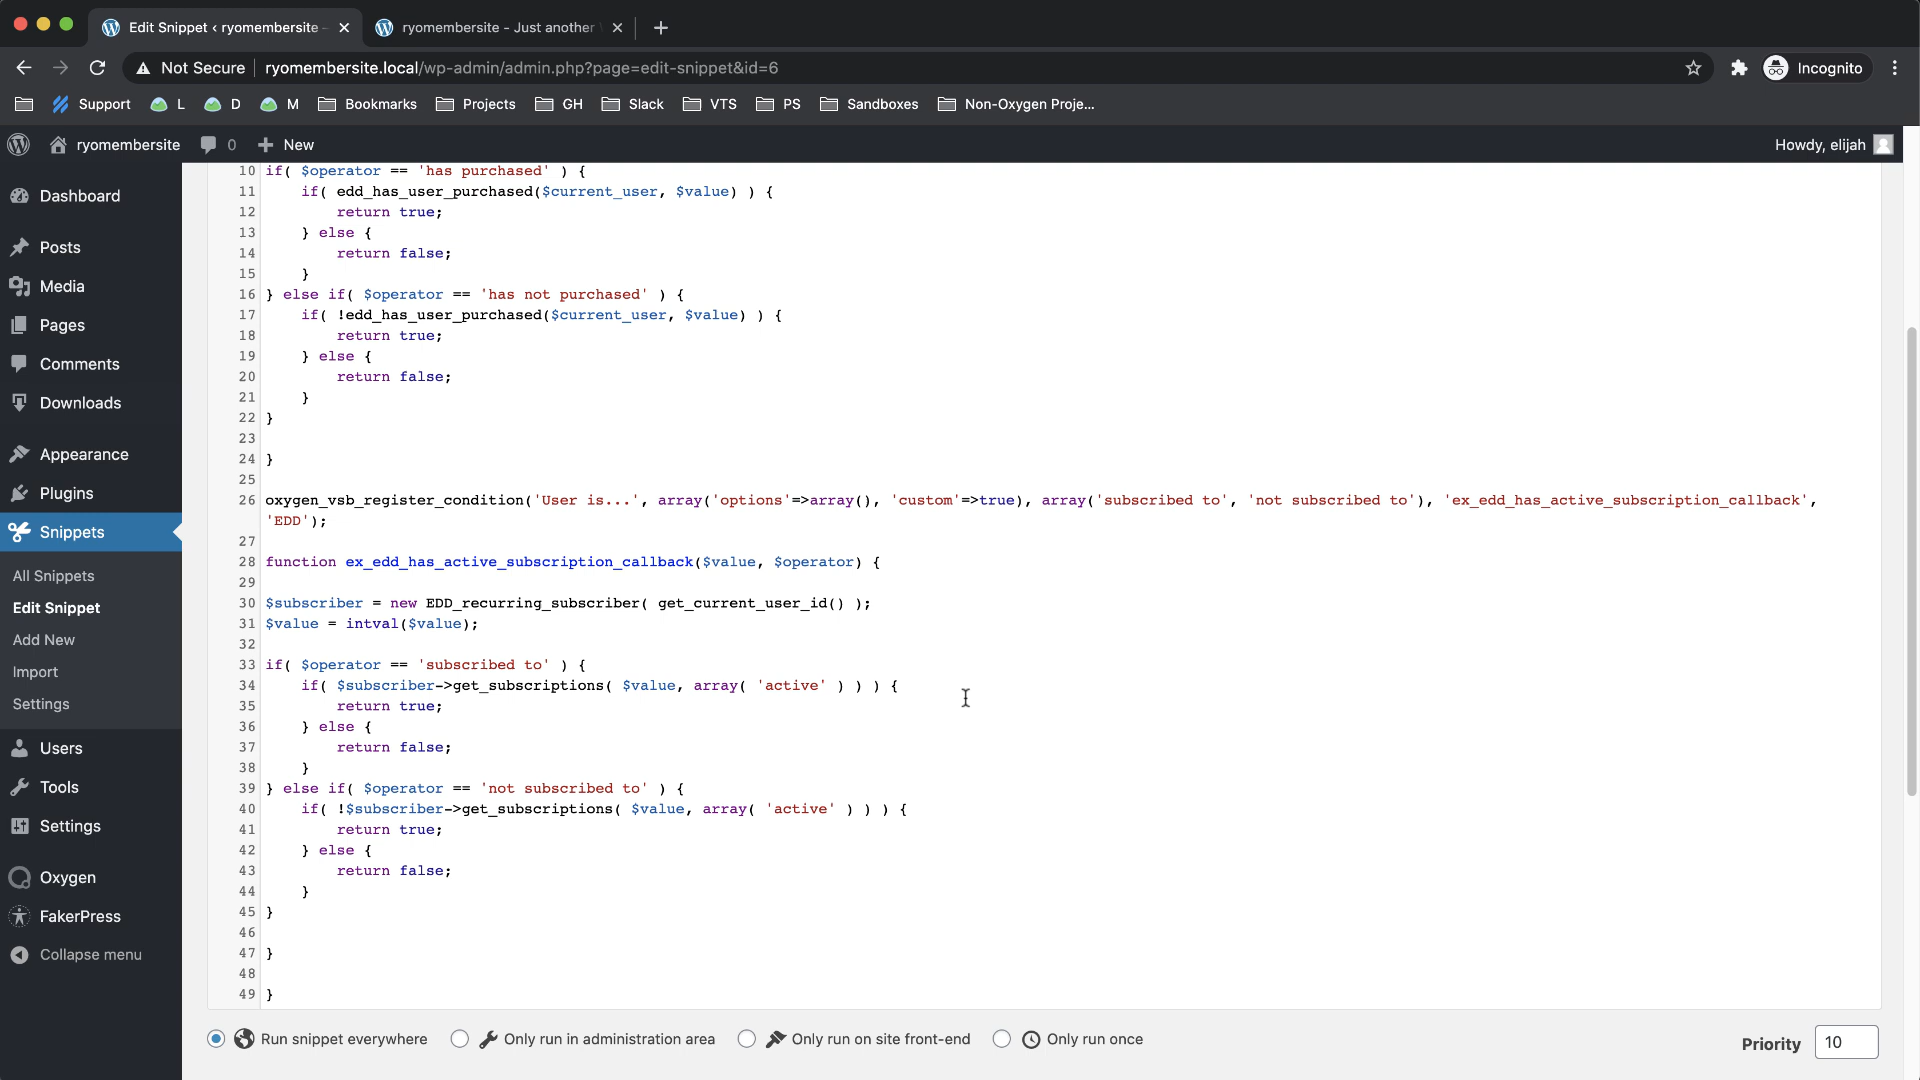 Edit Snippet ‹ ryomembersite -
ryomembersite - Just another
Not Secure
ryomembersite.local/wp-admin/admin.php?page=edit-snippet&id=6
Incognito
Support
L
D
M
Bookmarks
Projects
GH
Slack
VTS
PS
Sandboxes
Non-Oxygen Proje...
ryomembersite
0
New
Howdy, elijah
Dashboard
Posts
Media
Pages
Comments
Downloads
Appearance
Plugins
Snippets
All Snippets
Edit Snippet
Add New
Import
Settings
Users
Tools
Settings
Oxygen
FakerPress
Collapse menu
10 if( $operator == 'has purchased' ) {
11 if( edd_has_user_purchased($current_user, $value) ) {
12 return true;
13 } else {
14 return false;
15 }
16 } else if( $operator == 'has not purchased' ) {
17 if( !edd_has_user_purchased($current_user, $value) ) {
18 return true;
19 } else {
20 return false;
21 }
22 }
23
24 }
25
26 oxygen_vsb_register_condition('User is...', array('options'=>array(), 'custom'=>true), array('subscribed to', 'not subscribed to'), 'ex_edd_has_active_subscription_callback',
'EDD');
27
28 function ex_edd_has_active_subscription_callback($value, $operator) {
29
30 $subscriber = new EDD_recurring_subscriber( get_current_user_id() );
31 $value = intval($value);
32
33 if( $operator == 'subscribed to' ) {
34 if( $subscriber->get_subscriptions( $value, array( 'active' ) ) ) {
35 return true;
36 } else {
37 return false;
38 }
39 } else if( $operator == 'not subscribed to' ) {
40 if( !$subscriber->get_subscriptions( $value, array( 'active' ) ) ) {
41 return true;
42 } else {
43 return false;
44 }
45 }
46
47 }
48
49 }
Run snippet everywhere
Only run in administration area
Only run on site front-end
Only run once
Priority
10